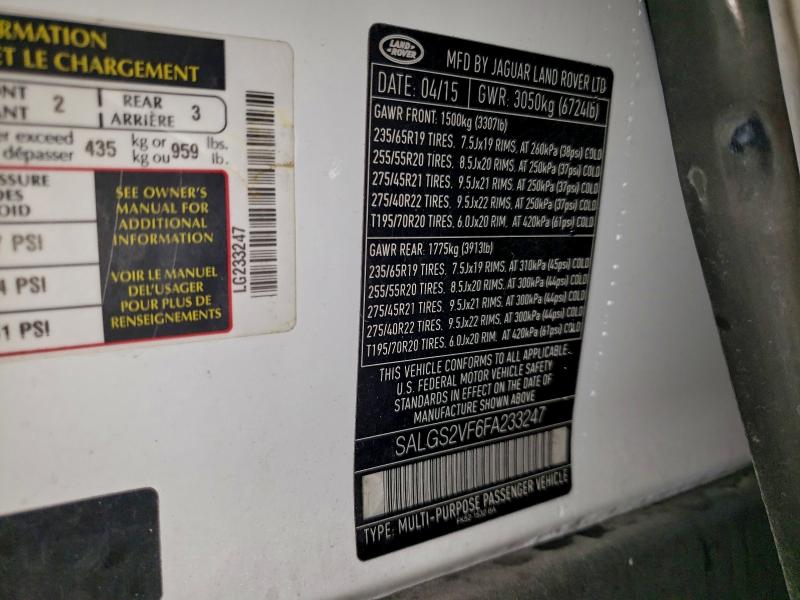 RMATION
ET LE CHARGEMENT
2 REAR 3
ARRIÈRE
exceed kg or lbs.
dépasser 435 kg ou 959 lb.
SSURE
DES
OID
PSI
4 PSI
1 PSI
SEE OWNER'S
MANUAL FOR
ADDITIONAL
INFORMATION
VOIR LE MANUEL
DEL'USAGER
POUR PLUS DE
RENSEIGNEMENTS
LG233247
LAND
ROVER
MFD BY JAGUAR LAND ROVER LTD
DATE: 04/15 GWR: 3050kg (6724lb)
GAWR FRONT: 1500kg (3307lb)
235/65R19 TIRES, 7.5Jx19 RIMS, AT 260kPa (38psi) COLD
255/55R20 TIRES, 8.5Jx20 RIMS, AT 250kPa (37psi) COLD
275/45R21 TIRES, 9.5Jx21 RIMS, AT 250kPa (37psi) COLD
275/40R22 TIRES, 9.5Jx22 RIMS, AT 250kPa (37psi) COLD
T195/70R20 TIRES, 6.0Jx20 RIM, AT 420kPa (61psi) COLD
GAWR REAR: 1775kg (3913lb)
235/65R19 TIRES, 7.5Jx19 RIMS, AT 310kPa (45psi) COLD
255/55R20 TIRES, 8.5Jx20 RIMS, AT 300kPa (44psi) COLD
275/45R21 TIRES, 9.5Jx21 RIMS, AT 300kPa (44psi) COLD
275/40R22 TIRES, 9.5Jx22 RIMS, AT 300kPa (44psi) COLD
T195/70R20 TIRES, 6.0Jx20 RIM, AT 420kPa (61psi) COLD
THIS VEHICLE CONFORMS TO ALL APPLICABLE
U.S. FEDERAL MOTOR VEHICLE SAFETY
STANDARDS IN EFFECT ON THE DATE OF
MANUFACTURE SHOWN ABOVE
SALGS2VF6FA233247
TYPE: MULTI-PURPOSE PASSENGER VEHICLE